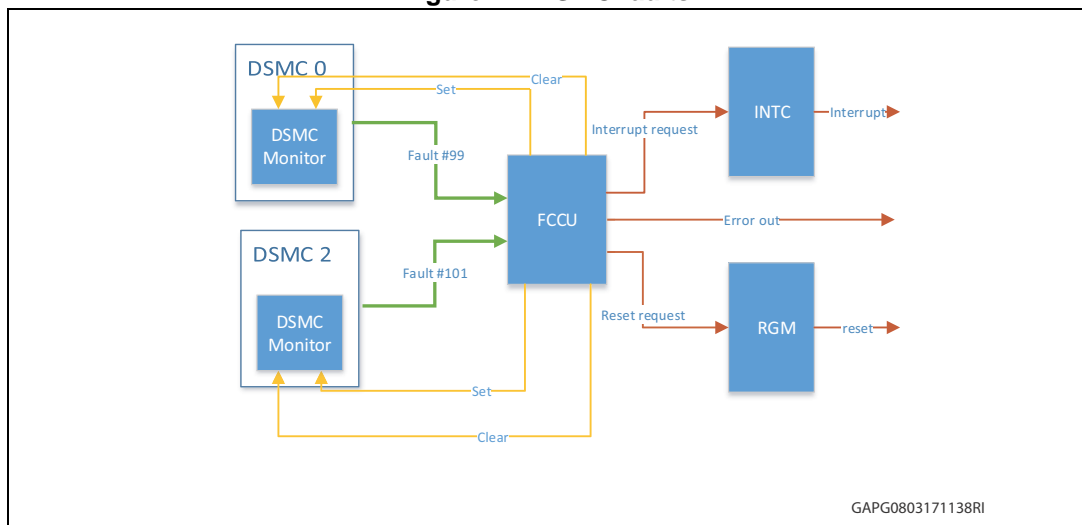 DSMC 0
Clear
Set
DSMC
Monitor
INTC
Interrupt
Interrupt request
Fault #99
FCCU
Error out
DSMC 2
Fault #101
DSMC
Monitor
Reset request
RGM
reset
Set
Clear
GAPG0803171138RI